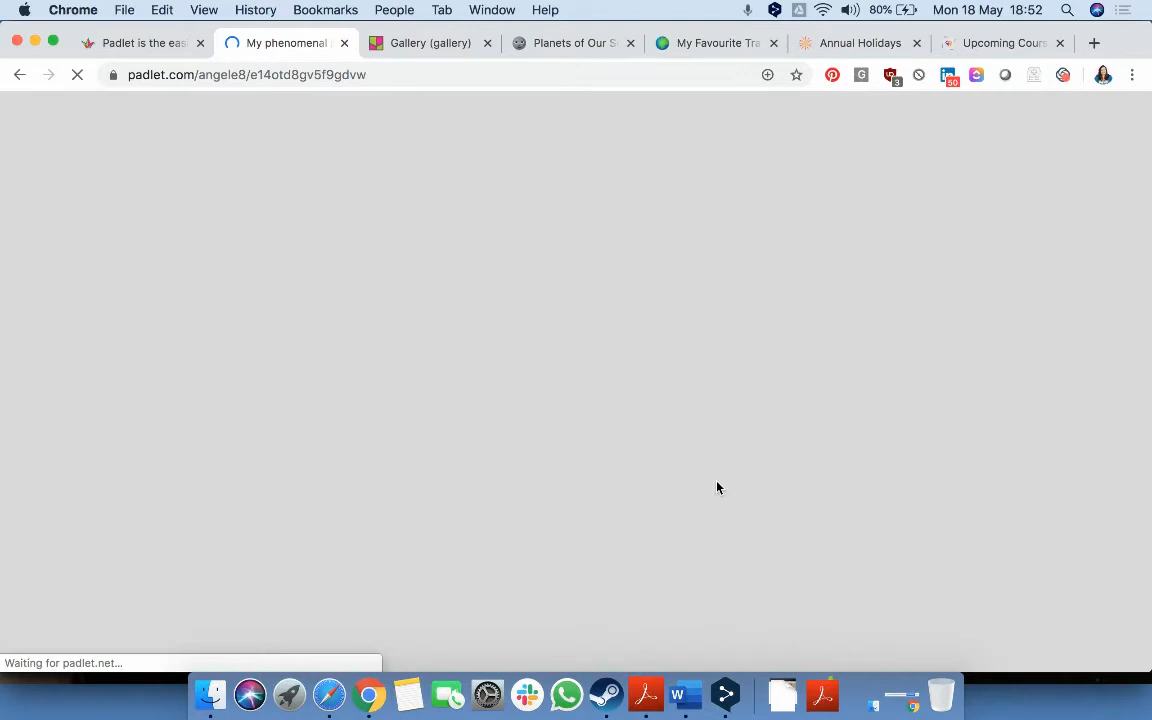 Chrome File Edit View History Bookmarks People Tab Window Help 80% Mon 18 May 18:52
Padlet is the eas My phenomenal Gallery (gallery) Planets of Our S My Favourite Tra Annual Holidays Upcoming Cours
padlet.com/angele8/e14otd8gv5f9gdvw G 3 50
Waiting for padlet.net...